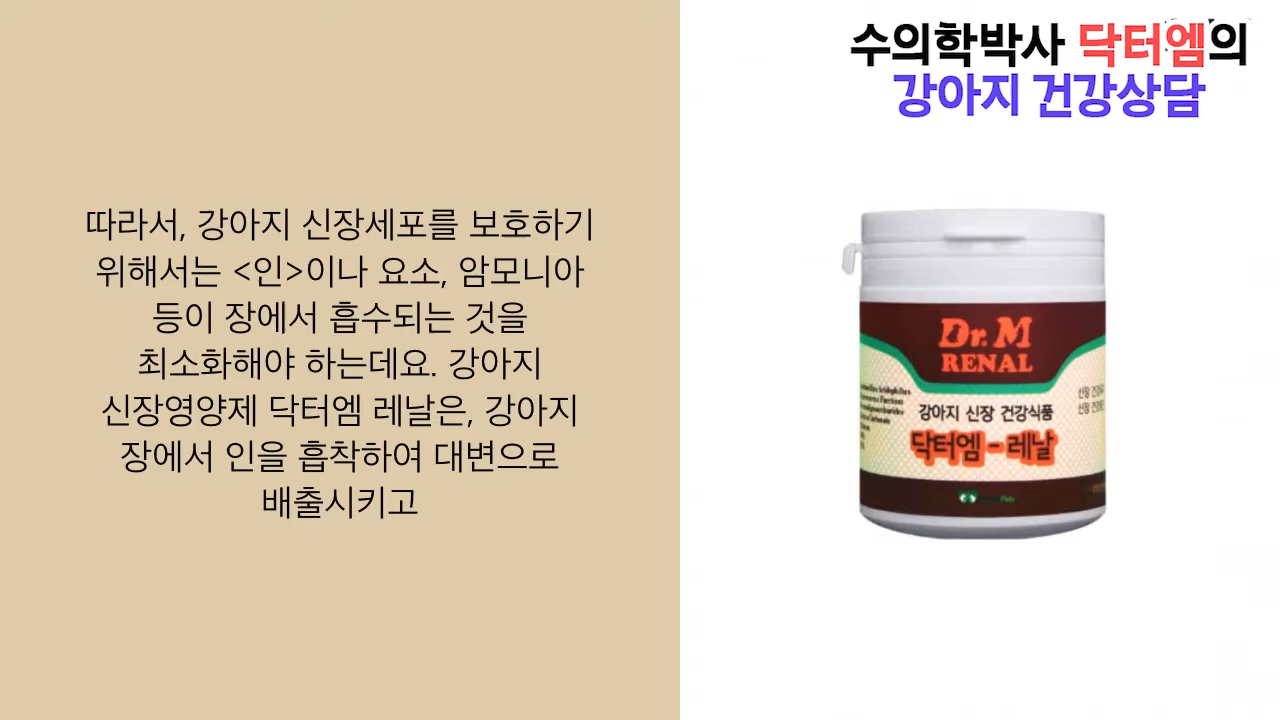 수의학박사 닥터엠의
강아지 건강상담
따라서, 강아지 신장세포를 보호하기
위해서는 <인>이나 요소, 암모니아
등이 장에서 흡수되는 것을
최소화해야 하는데요. 강아지
신장영양제 닥터엠 레날은, 강아지
장에서 인을 흡착하여 대변으로
배출시키고
Dr. M
RENAL
강아지 신장 건강식품
닥터엠-레날
신장
신장